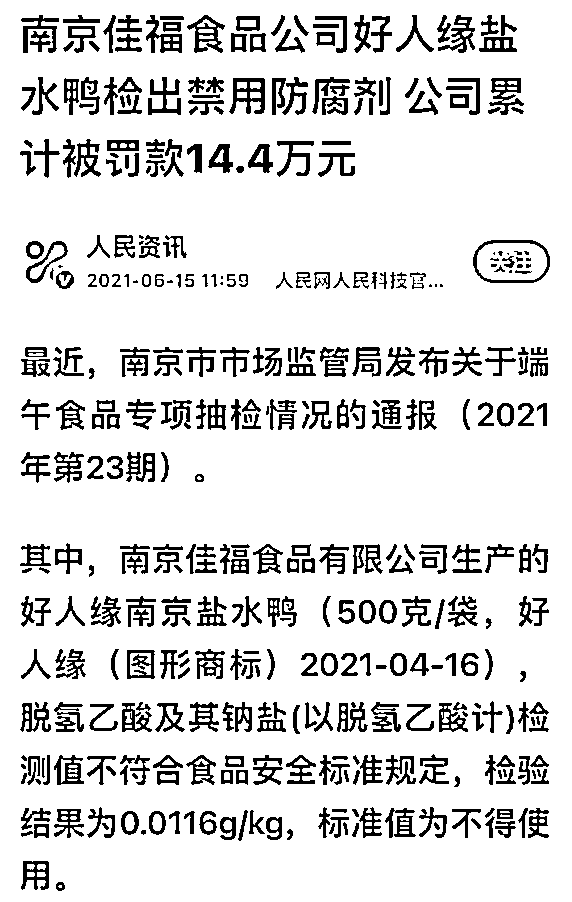 南京佳福食品公司好人缘盐
水鸭检出禁用防腐剂 公司累
计被罚款14.4万元
人民资讯
2021-06-15 11:59 人民网人民科技官...
关注
最近，南京市市场监管局发布关于端
午食品专项抽检情况的通报（2021
年第23期）。
其中，南京佳福食品有限公司生产的
好人缘南京盐水鸭（500克/袋，好
人缘（图形商标）2021-04-16），
脱氢乙酸及其钠盐(以脱氢乙酸计)检
测值不符合食品安全标准规定，检验
结果为0.0116g/kg，标准值为不得使
用。